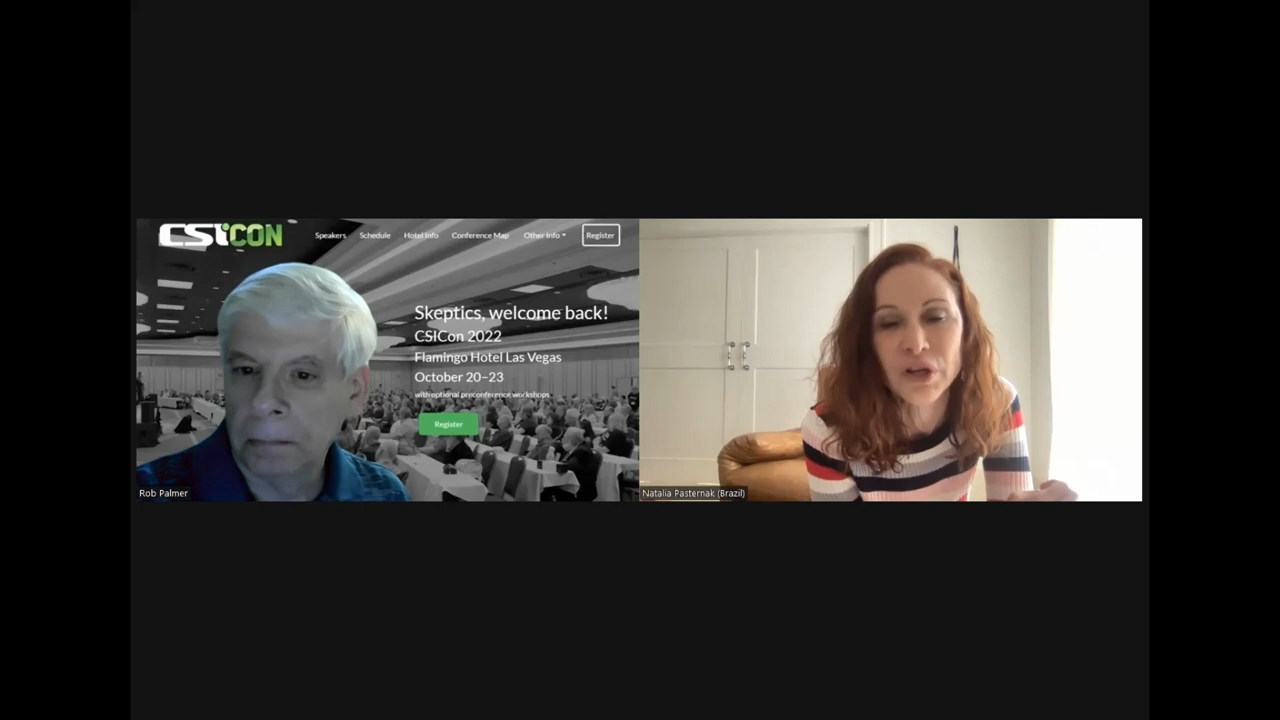 CSICON
Speakers Schedule Hotel Info Conference Map Other Info Register
Skeptics, welcome back!
CSICon 2022
Flamingo Hotel Las Vegas
October 20–23
with optional preconference workshops
Register
Rob Palmer
Natalia Pasternak (Brazil)